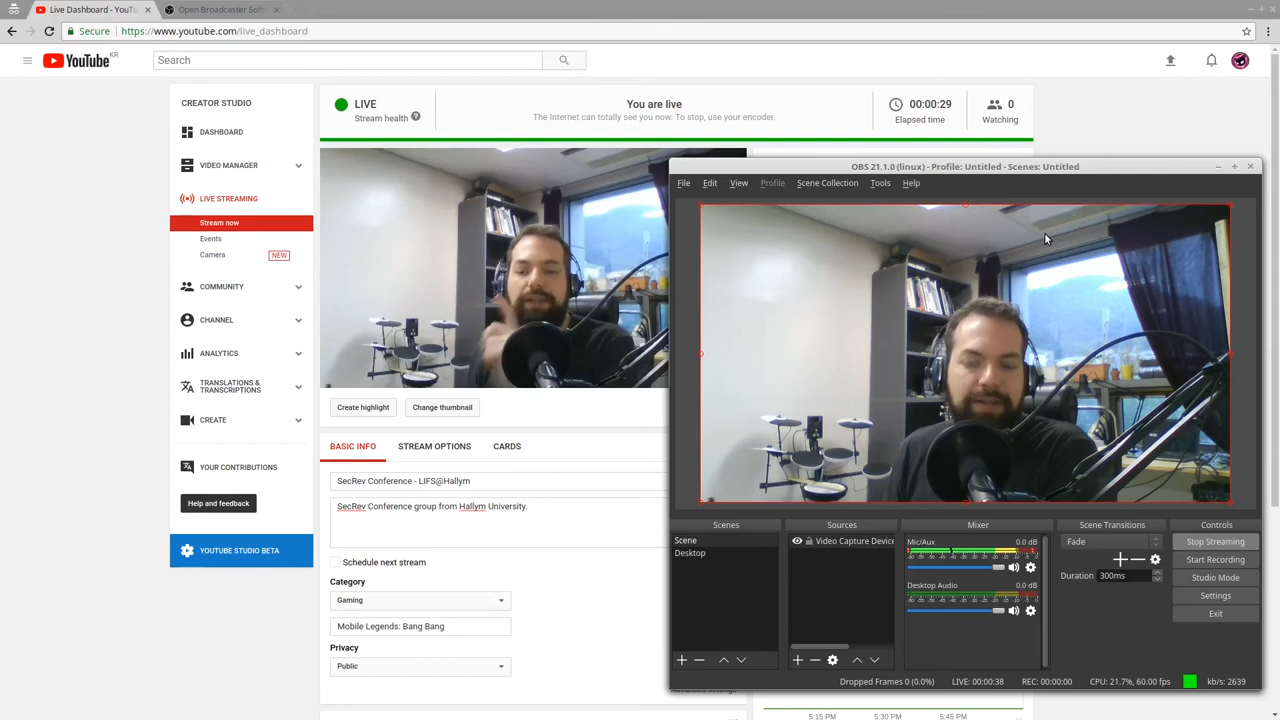 Live Dashboard - YouTu
Open Broadcaster Soft
Secure https://www.youtube.com/live_dashboard
YouTube KR
Search
CREATOR STUDIO
DASHBOARD
VIDEO MANAGER
LIVE STREAMING
Stream now
Events
Camera NEW
COMMUNITY
CHANNEL
ANALYTICS
TRANSLATIONS &
TRANSCRIPTIONS
CREATE
YOUR CONTRIBUTIONS
Help and feedback
YOUTUBE STUDIO BETA
LIVE
Stream health ?
You are live
The Internet can totally see you now. To stop, use your encoder.
00:00:29
Elapsed time
0
Watching
Create highlight
Change thumbnail
BASIC INFO STREAM OPTIONS CARDS
SecRev Conference - LIFS@Hallym
SecRev Conference group from Hallym University.
Schedule next stream
Category
Gaming
Mobile Legends: Bang Bang
Privacy
Public
OBS 21.1.0 (linux) - Profile: Untitled - Scenes: Untitled
File Edit View Profile Scene Collection Tools Help
Scenes
Scene
Desktop
Sources
Video Capture Device
Mixer
Mic/Aux 0.0 dB
Desktop Audio 0.0 dB
Scene Transitions
Fade
Duration 300ms
Controls
Stop Streaming
Start Recording
Studio Mode
Settings
Exit
Dropped Frames 0 (0.0%) LIVE: 00:00:38 REC: 00:00:00 CPU: 21.7%, 60.00 fps kb/s: 2639
5:15 PM 5:30 PM 5:45 PM